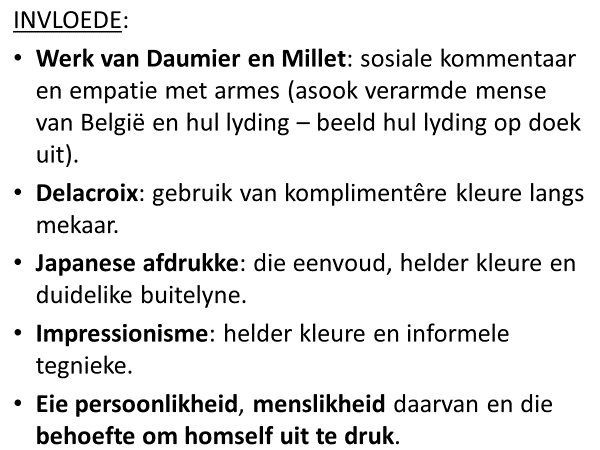 INVLOEDE:
• Werk van Daumier en Millet: sosiale kommentaar
en empatie met armes (asook verarmde mense
van België en hul lyding – beeld hul lyding op doek
uit).
• Delacroix: gebruik van komplimentêre kleure langs
mekaar.
• Japanese afdrukke: die eenvoud, helder kleure en
duidelike buitelyne.
• Impressionisme: helder kleure en informele
tegnieke.
• Eie persoonlikheid, menslikheid daarvan en die
behoefte om homself uit te druk.